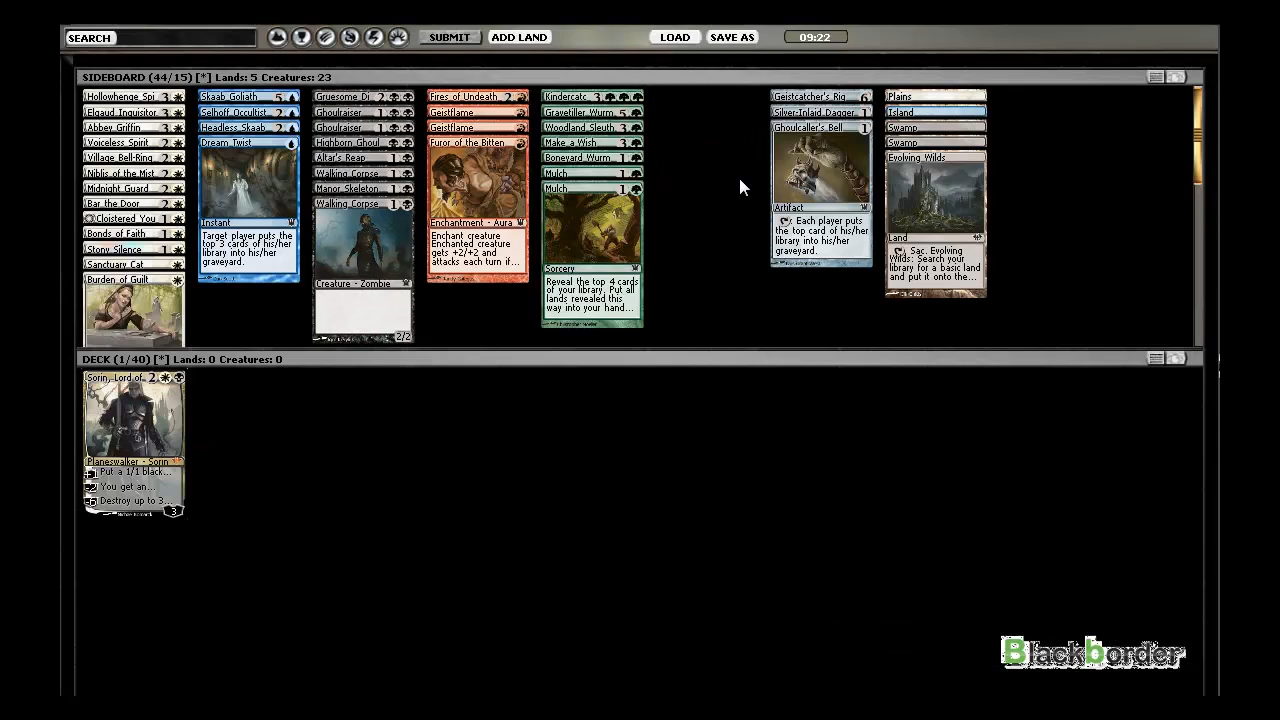 SEARCH
SUBMIT
ADD LAND
LOAD
SAVE AS
09:22
SIDEBOARD (44/15) [*] Lands: 5 Creatures: 23
Hollowhenge Spi 3
Elgaud Inquisitor 3
Abbey Griffin 3
Voiceless Spirit 2
Village Bell-Ring 2
Niblis of the Mist 2
Midnight Guard 2
Bar the Door 2
Cloistered You 1
Bonds of Faith 1
Stony Silence 1
Sanctuary Cat
Burden of Guilt
Skaab Goliath 5
Selhoff Occultist 2
Headless Skaab 2
Dream Twist
Instant
Target player puts the
top 3 cards of his/her
library into his/her
graveyard.
Gruesome Di 2
Ghoulraiser 1
Ghoulraiser 1
Highborn Ghoul
Altar's Reap 1
Walking Corpse 1
Manor Skeleton 1
Walking Corpse 1
Creature - Zombie
2/2
Fires of Undeath 2
Geistflame
Geistflame
Furor of the Bitten
Enchantment - Aura
Enchant creature
Enchanted creature
gets +2/+2 and
attacks each turn if...
Kindercatc 3
Gravetiller Wurm 5
Woodland Sleuth 3
Make a Wish 3
Boneyard Wurm 1
Mulch 1
Mulch 1
Sorcery
Reveal the top 4 cards
of your library. Put all
lands revealed this
way into your hand...
Geistcatcher's Rig 6
Silver-Inlaid Dagger 1
Ghoulcaller's Bell 1
Artifact
: Each player puts
the top card of his/her
library into his/her
graveyard.
Plains
Island
Swamp
Swamp
Evolving Wilds
Land
, Sac. Evolving
Wilds: Search your
library for a basic land
and put it onto the...
DECK (1/40) [*] Lands: 0 Creatures: 0
Sorin, Lord of 2
Planeswalker - Sorin
Put a 1/1 black...
You get an...
Destroy up to 3...
3
Blackborder